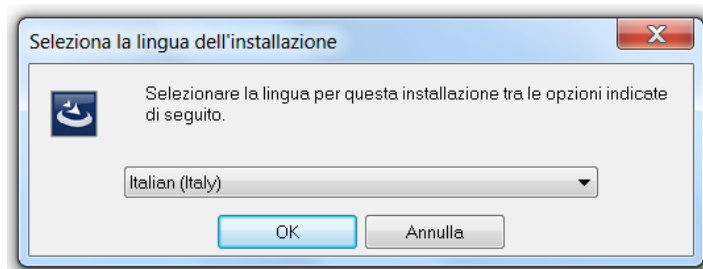 Seleziona la lingua dell'installazione
Selezionare la lingua per questa installazione tra le opzioni indicate
di seguito.
Italian (Italy)
OK
Annulla